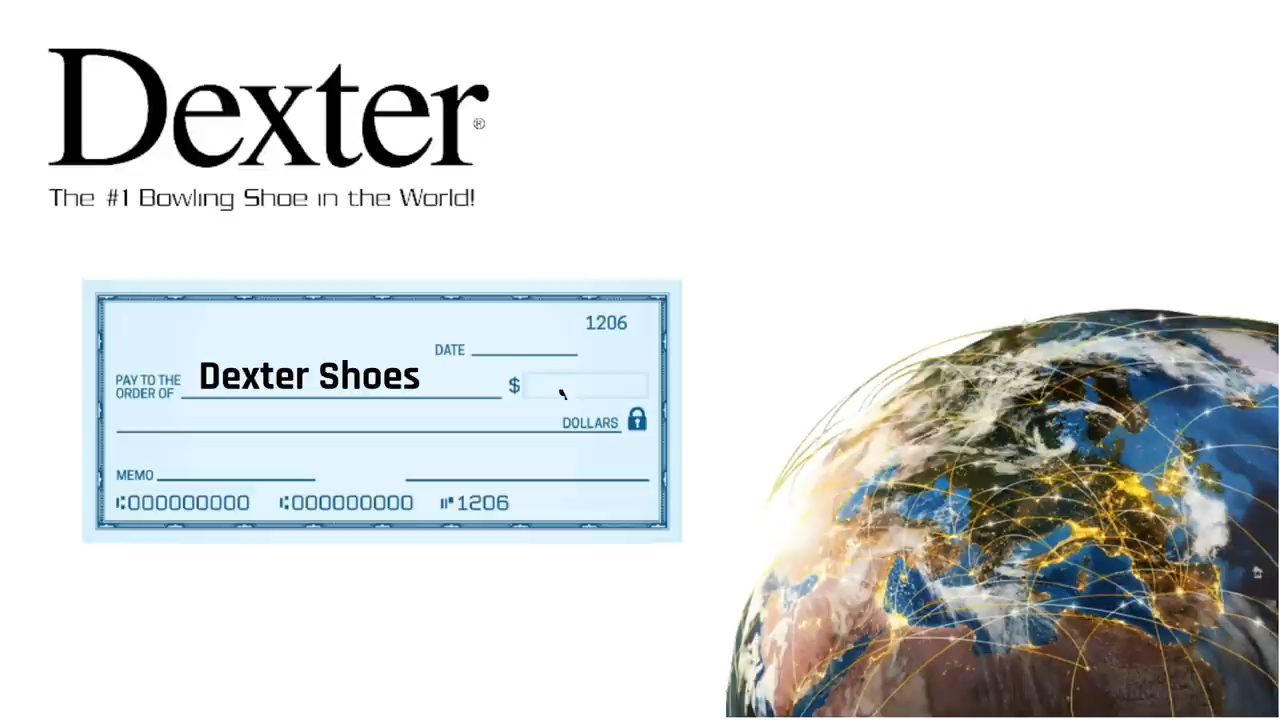 Dexter®
The #1 Bowling Shoe in the World!
1206
DATE
PAY TO THE
ORDER OF
Dexter Shoes
$
DOLLARS
MEMO
⑆000000000 ⑆000000000 ⑈1206